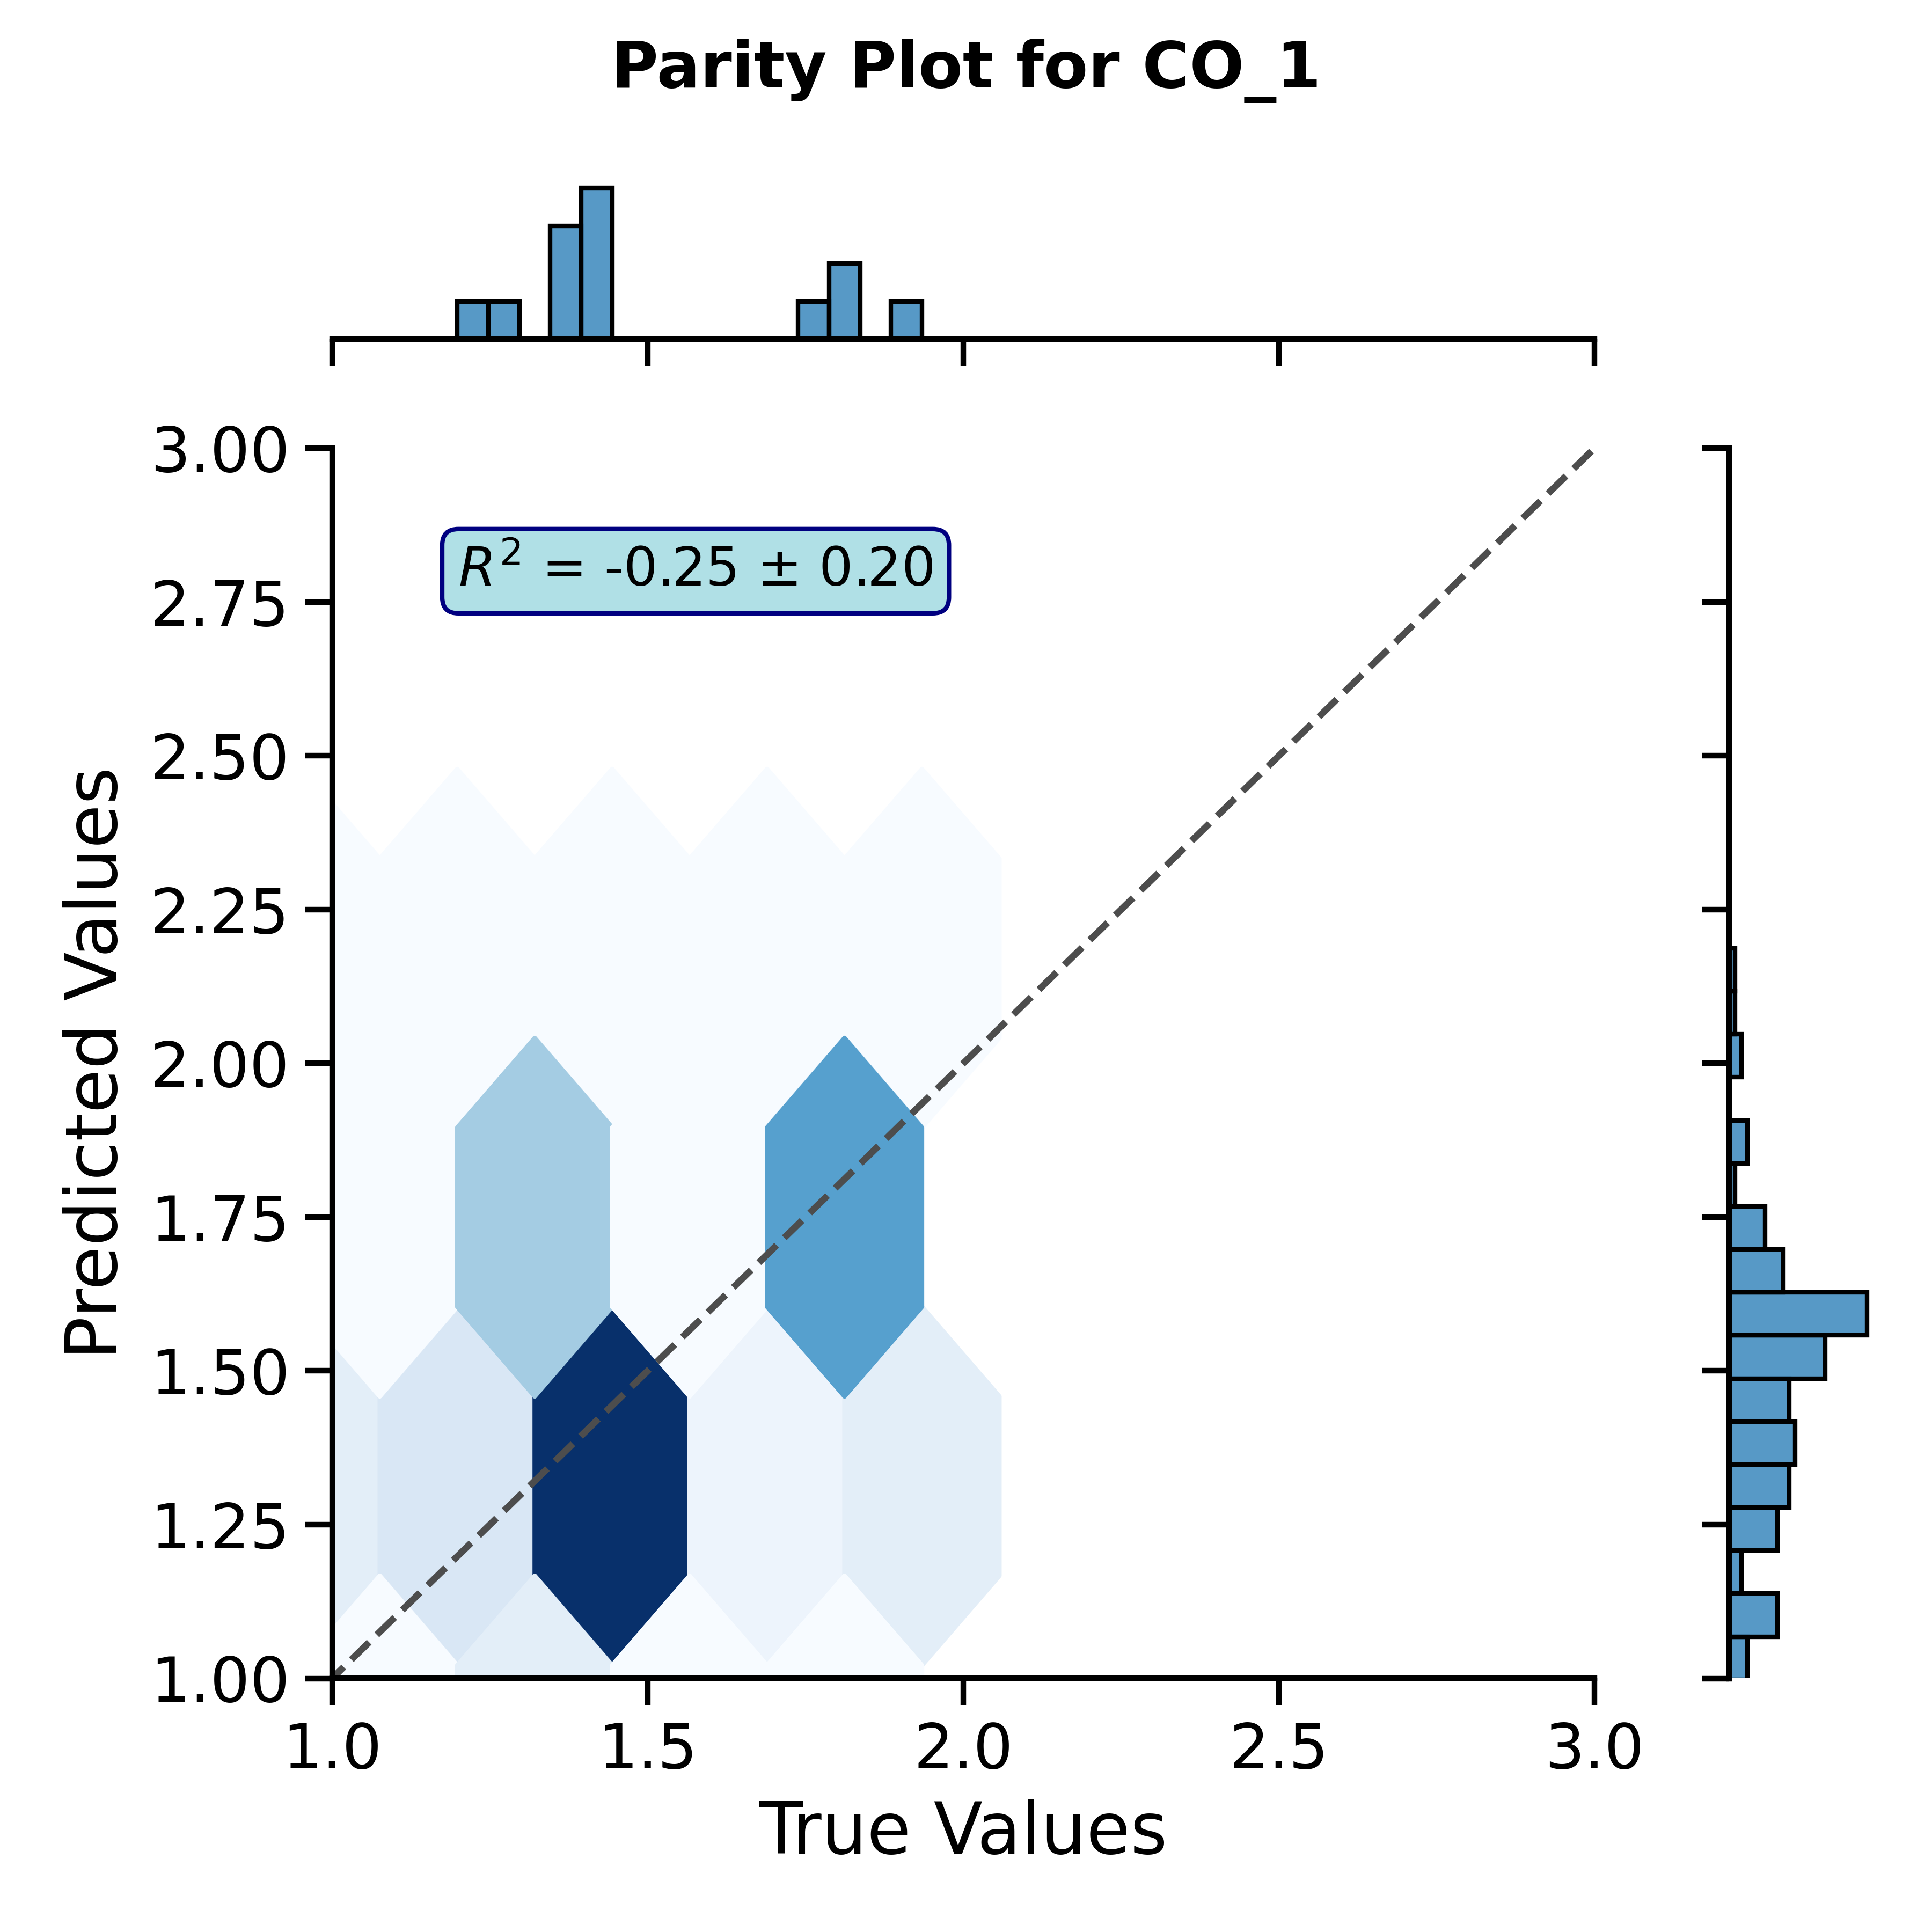 Parity Plot for CO_1
R² = -0.25 ± 0.20
Predicted Values
3.00
2.75
2.50
2.25
2.00
1.75
1.50
1.25
1.00
1.0 1.5 2.0 2.5 3.0
True Values